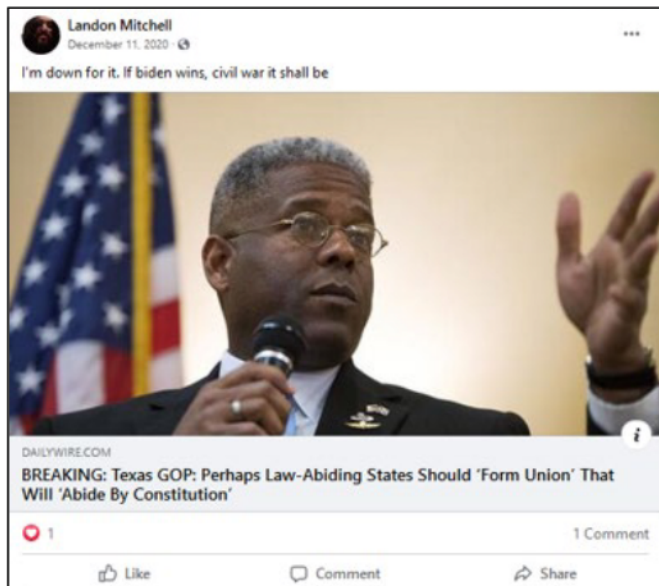 Landon Mitchell
December 11, 2020 ·
I'm down for it. If biden wins, civil war it shall be
i
DAILYWIRE.COM
BREAKING: Texas GOP: Perhaps Law-Abiding States Should 'Form Union' That
Will 'Abide By Constitution'
1
1 Comment
Like
Comment
Share